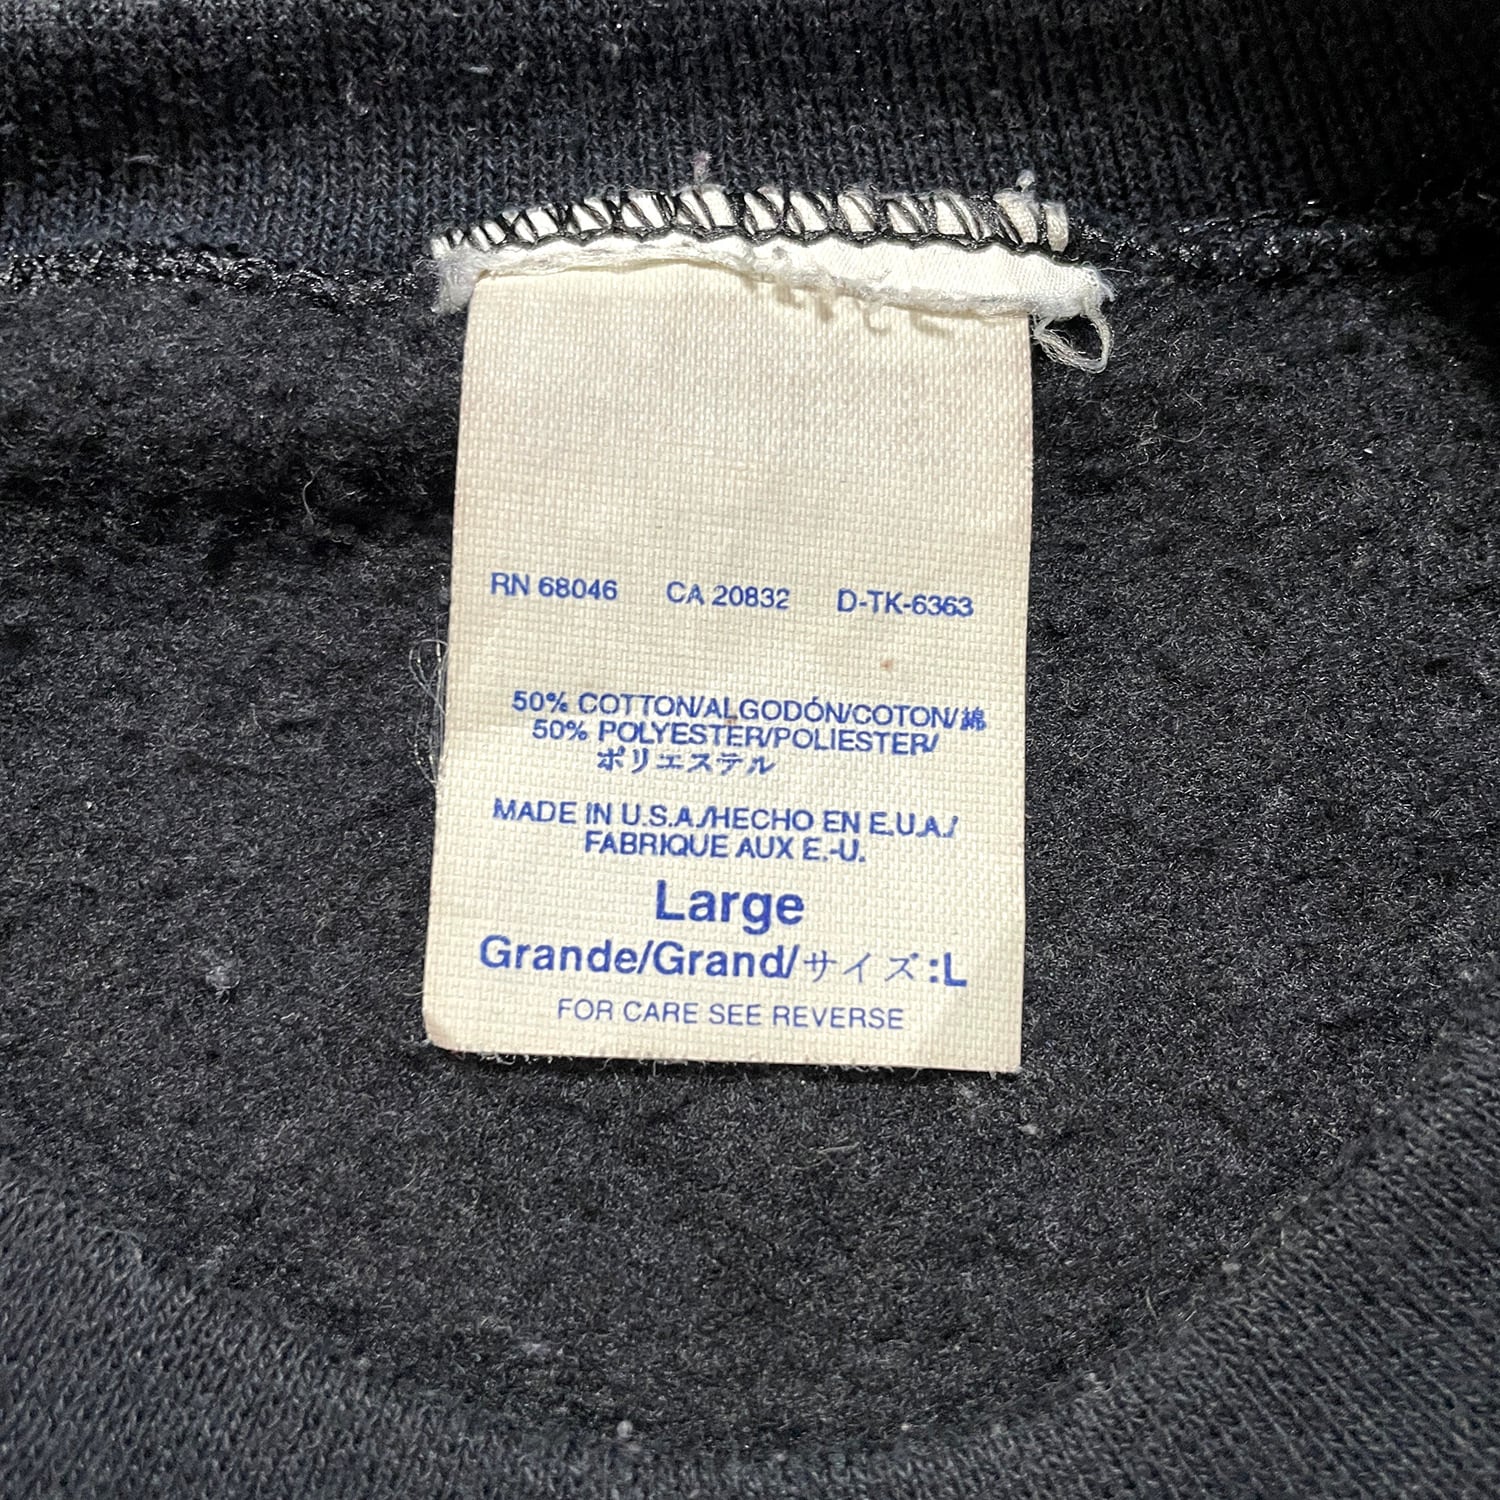 RN 68046 CA 20832 D-TK-6363
50% COTTON/ALGODÓN/COTON/綿
50% POLYESTER/POLIESTER/
ポリエステル
MADE IN U.S.A./HECHO EN E.U.A./
FABRIQUE AUX E.-U.
Large
Grande/Grand/サイズ:L
FOR CARE SEE REVERSE